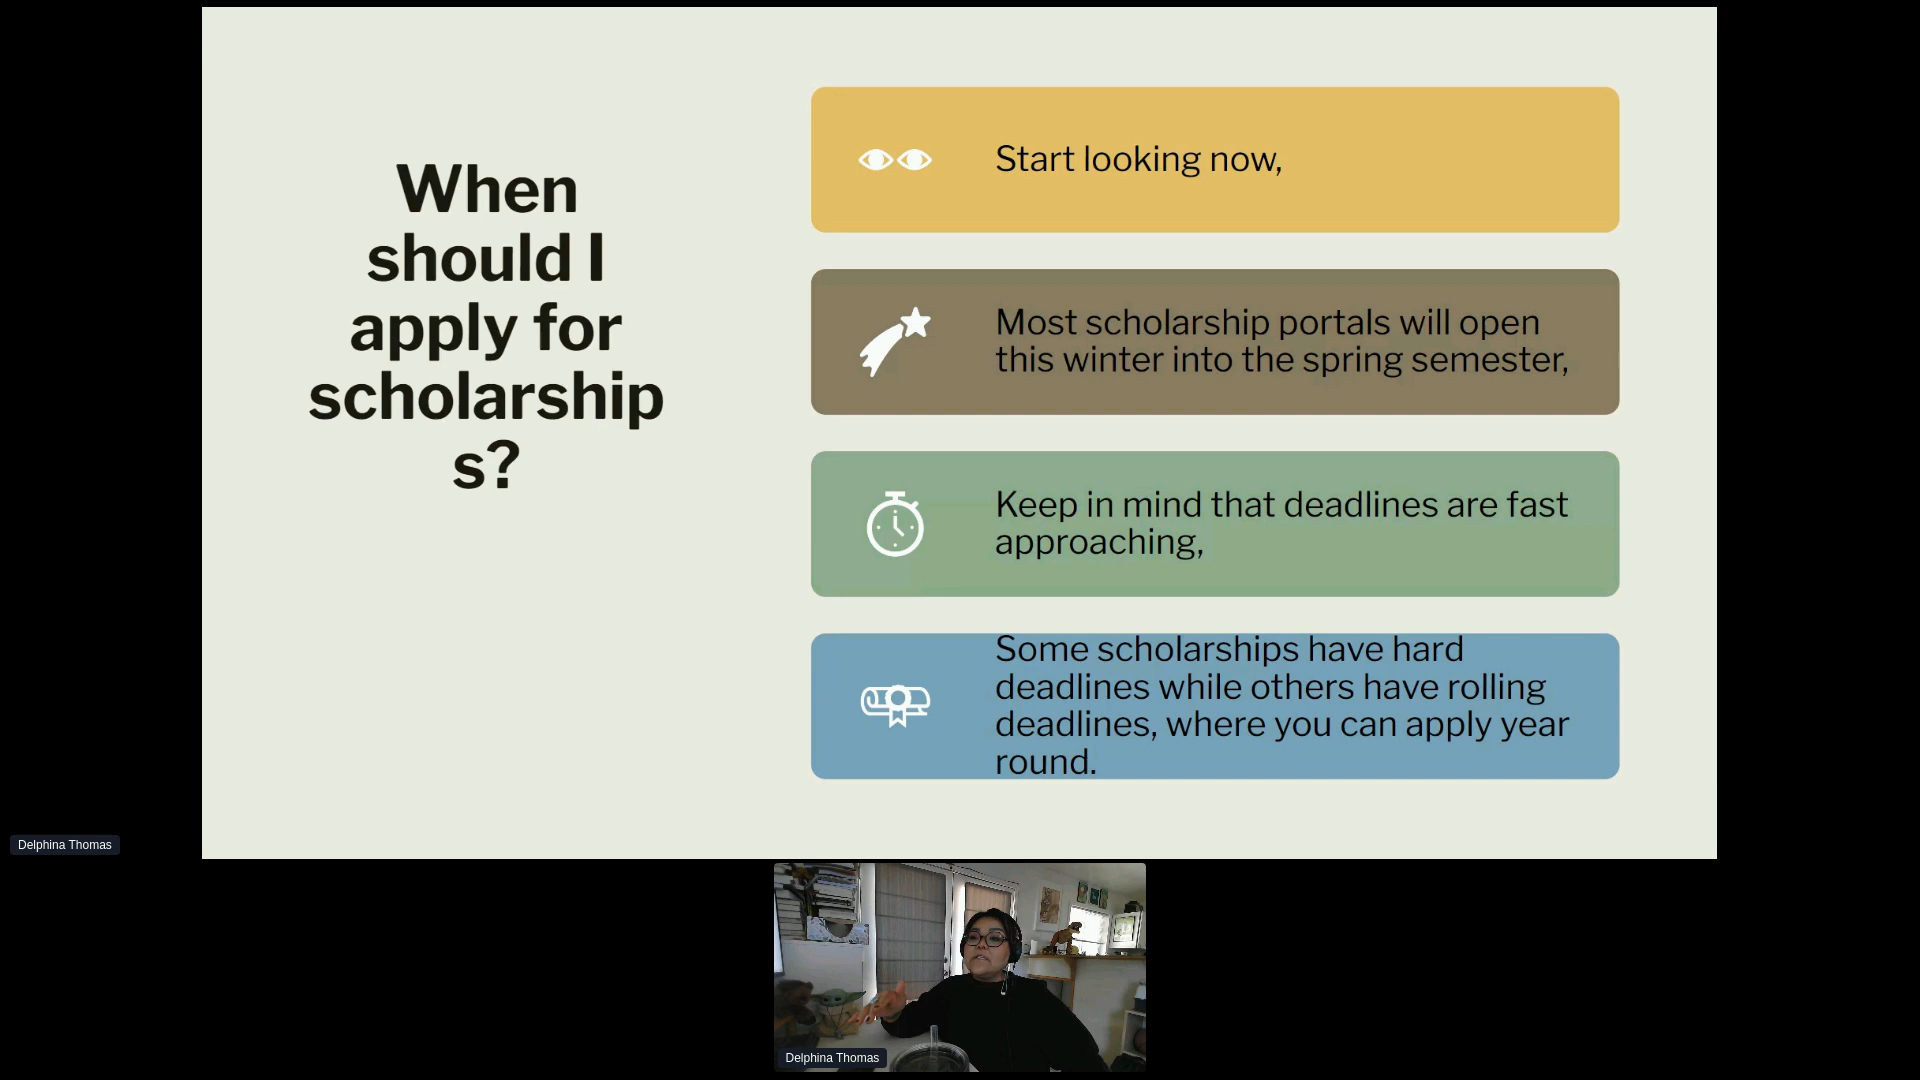 When
should I
apply for
scholarship
s?
Start looking now,
Most scholarship portals will open
this winter into the spring semester,
Keep in mind that deadlines are fast
approaching,
Some scholarships have hard
deadlines while others have rolling
deadlines, where you can apply year
round.
Delphina Thomas
Delphina Thomas